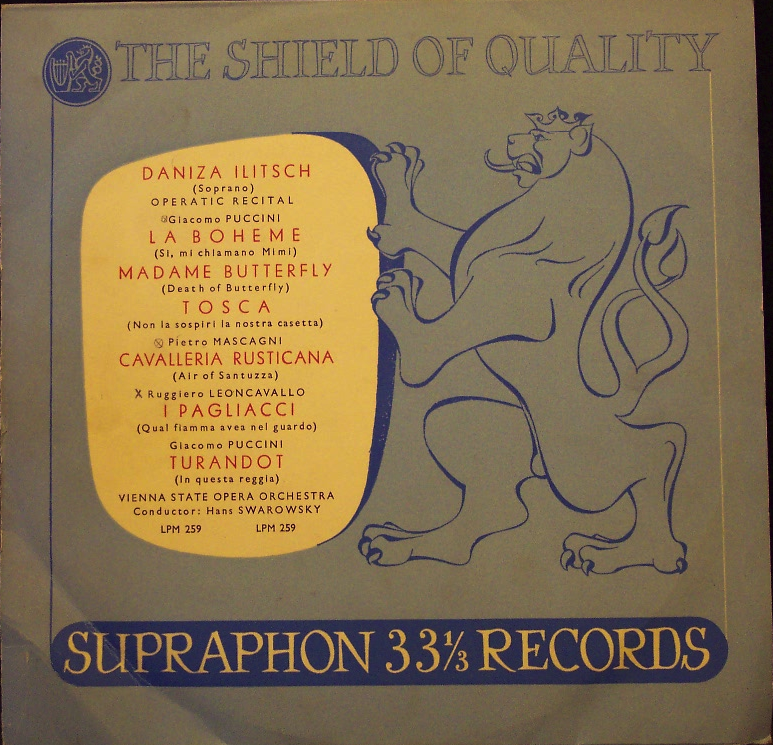 THE SHIELD OF QUALITY
DANIZA ILITSCH
(Soprano)
OPERATIC RECITAL
Giacomo PUCCINI
LA BOHEME
(Si, mi chiamano Mimi)
MADAME BUTTERFLY
(Death of Butterfly)
TOSCA
(Non la sospiri la nostra casetta)
Pietro MASCAGNI
CAVALLERIA RUSTICANA
(Air of Santuzza)
X Ruggiero LEONCAVALLO
I PAGLIACCI
(Qual fiamma avea nel guardo)
Giacomo PUCCINI
TURANDOT
(In questa reggia)
VIENNA STATE OPERA ORCHESTRA
Conductor: Hans SWAROWSKY
LPM 259 LPM 259
SUPRAPHON 33⅓ RECORDS